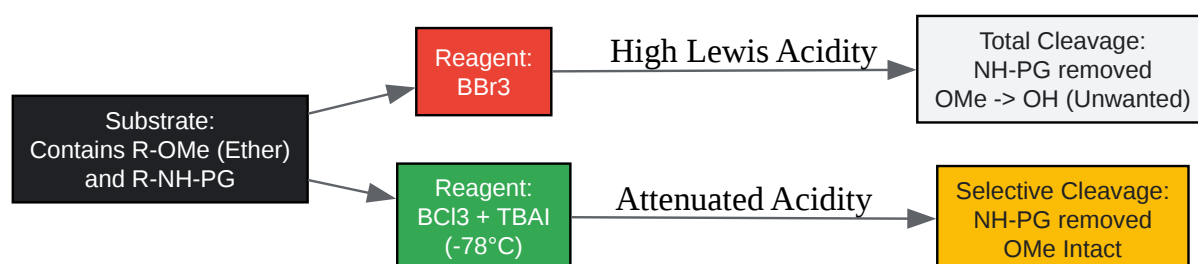 Substrate:
Contains R-OMe (Ether)
and R-NH-PG
Reagent:
BBr3
High Lewis Acidity
Total Cleavage:
NH-PG removed
OMe -> OH (Unwanted)
Reagent:
BCl3 + TBAI
(-78°C)
Attenuated Acidity
Selective Cleavage:
NH-PG removed
OMe Intact